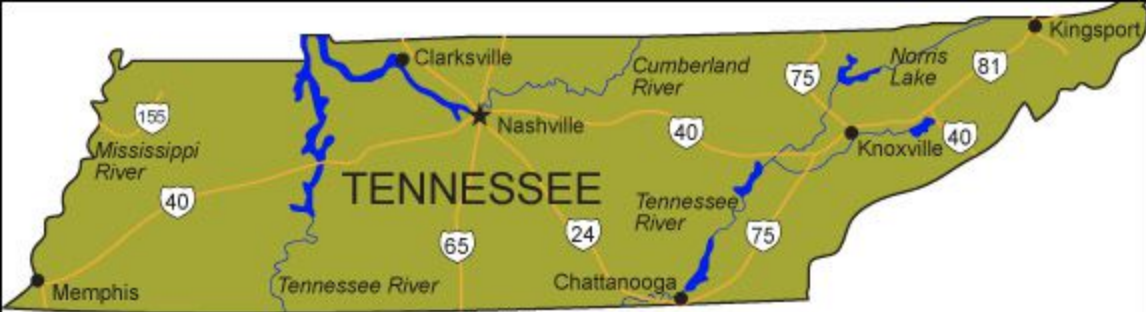 Kingsport
Clarksville
Norris
Lake
81
Cumberland
River
75
155
Nashville
40
40
Knoxville
Mississippi
River
40
TENNESSEE
Tennessee
River
65
24
75
Chattanooga
Tennessee River
Memphis